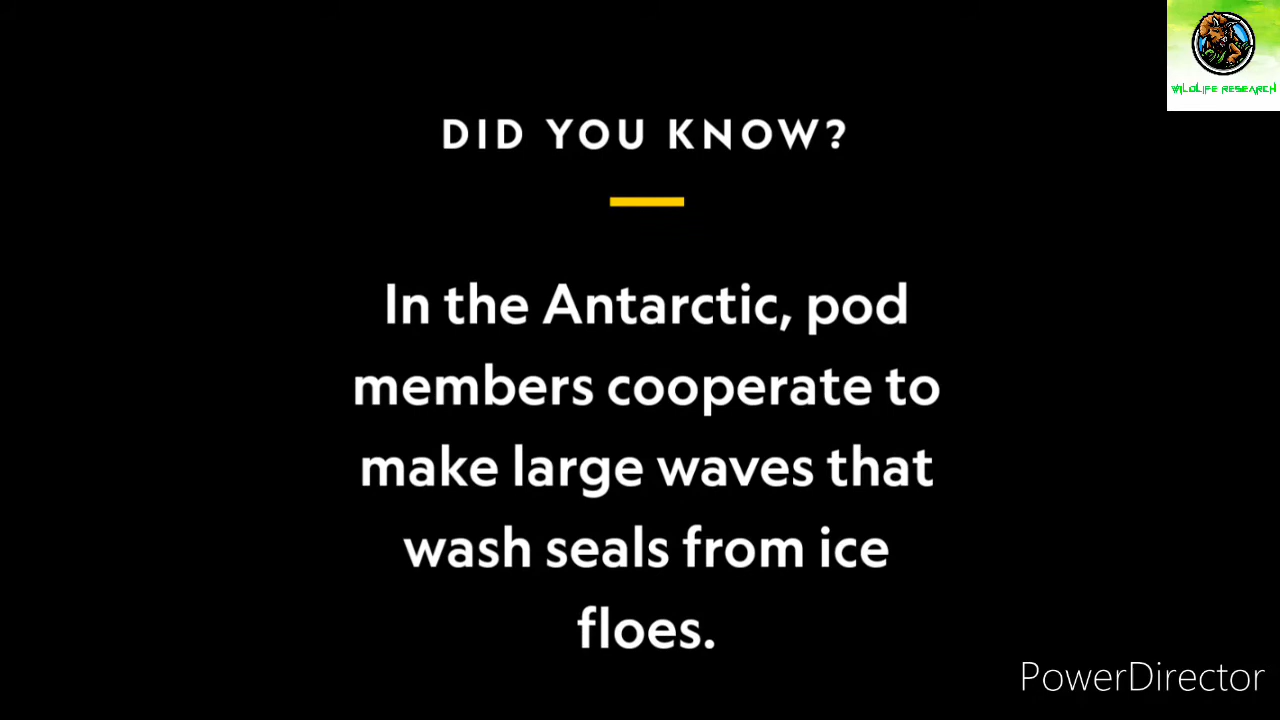 WILDLIFE RESEARCH
DID YOU KNOW?
In the Antarctic, pod
members cooperate to
make large waves that
wash seals from ice
floes.
PowerDirector